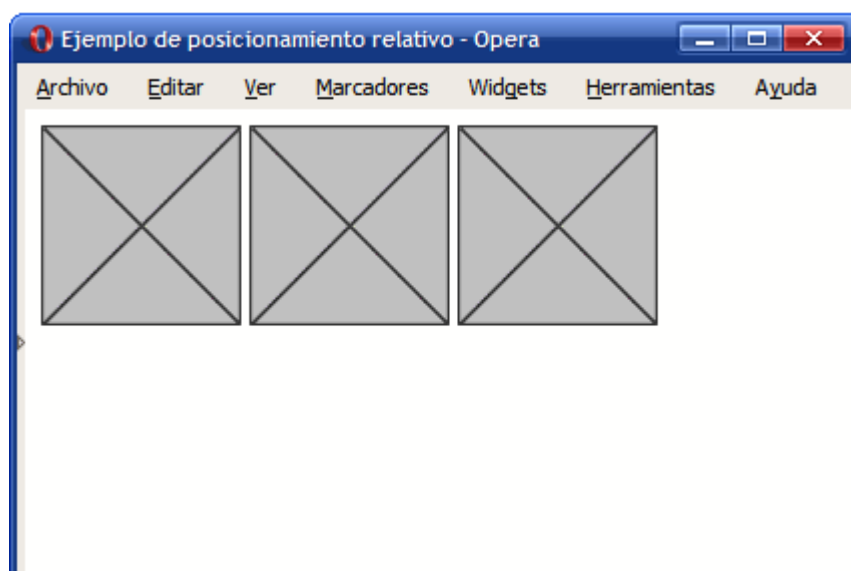 Ejemplo de posicionamiento relativo - Opera
Archivo Editar Ver Marcadores Widgets Herramientas Ayuda